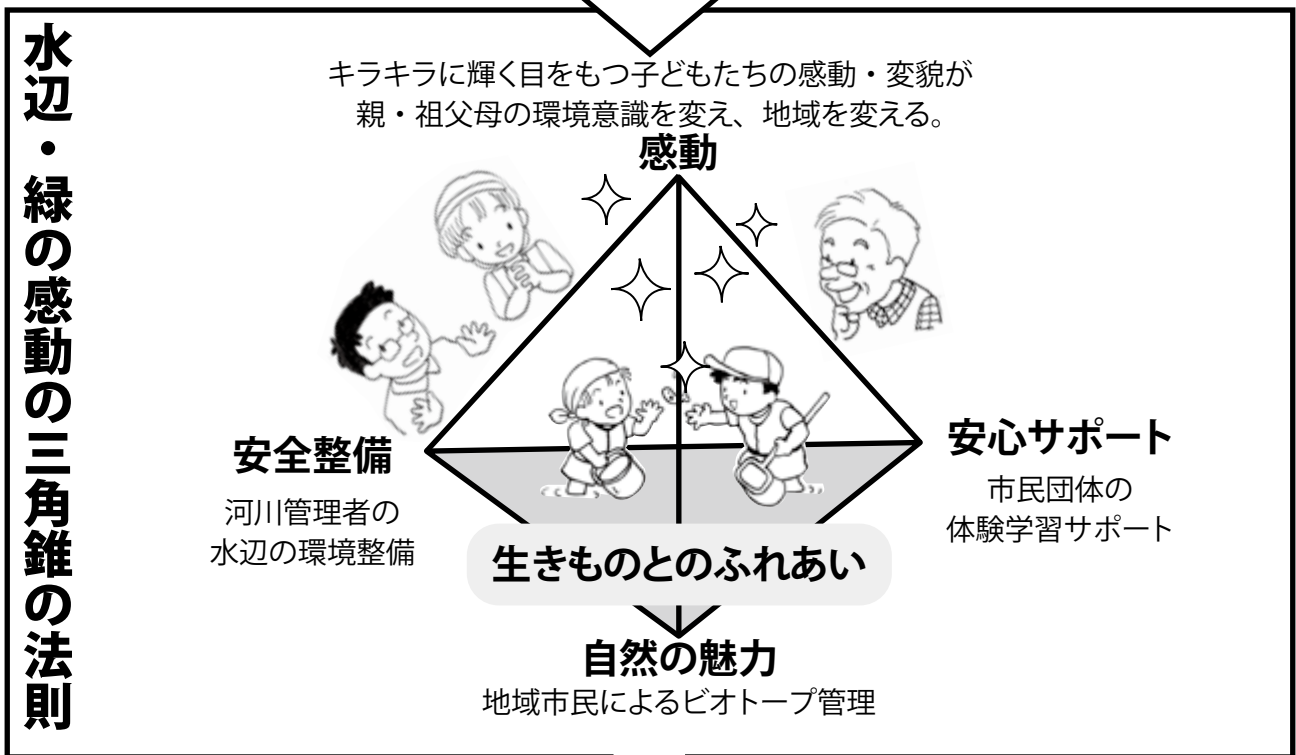 水辺・緑の感動の三角錐の法則
キラキラに輝く目をもつ子どもたちの感動・変貌が
親・祖父母の環境意識を変え、地域を変える。
感動
安全整備
河川管理者の
水辺の環境整備
安心サポート
市民団体の
体験学習サポート
生きものとのふれあい
自然の魅力
地域市民によるビオトープ管理